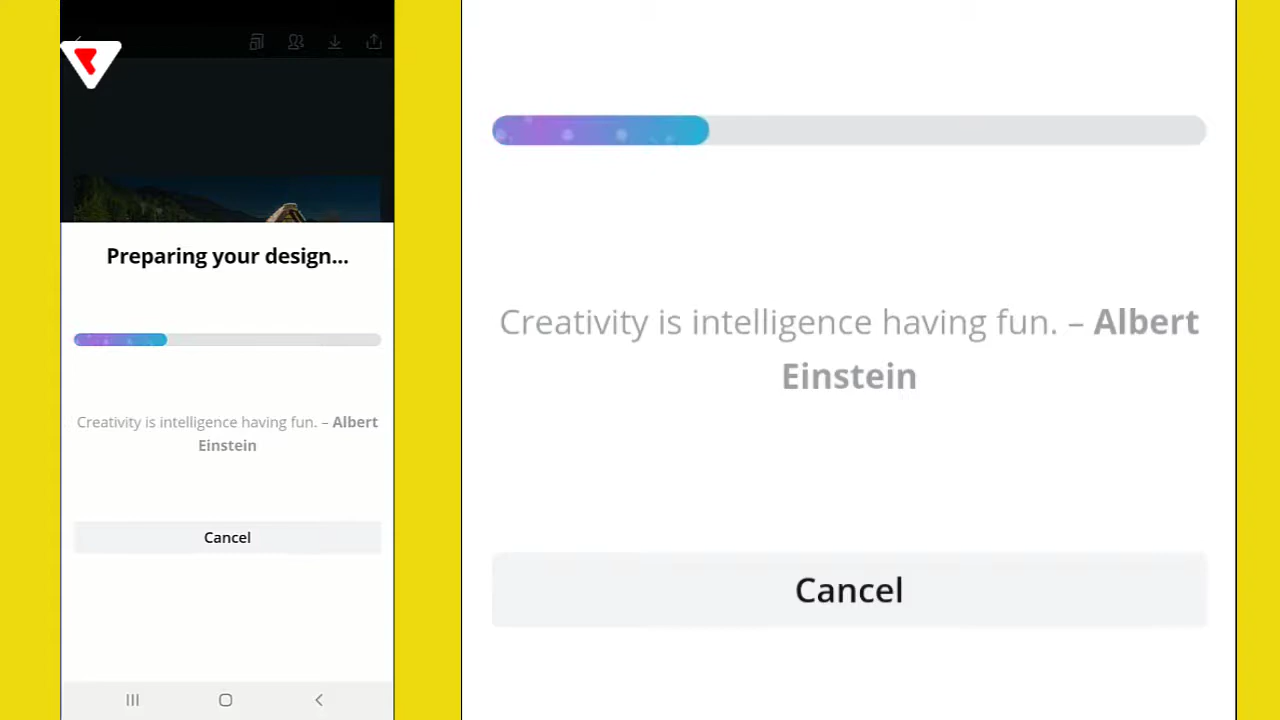 Preparing your design...
Creativity is intelligence having fun. – Albert
Einstein
Cancel
Creativity is intelligence having fun. – Albert
Einstein
Cancel